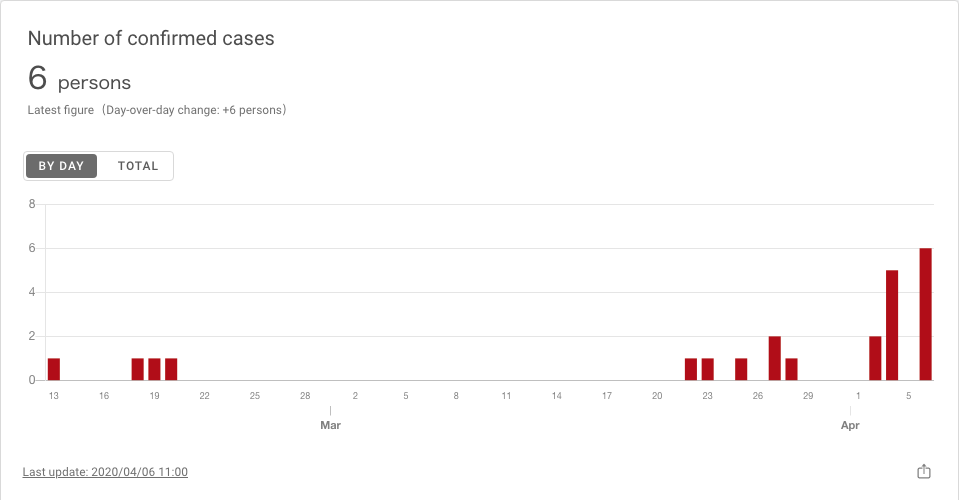 Number of confirmed cases
6 persons
Latest figure（Day-over-day change: +6 persons）
BY DAY TOTAL
8
6
4
2
0
13 16 19 22 25 28 2 5 8 11 14 17 20 23 26 29 1 5
Mar Apr
Last update: 2020/04/06 11:00